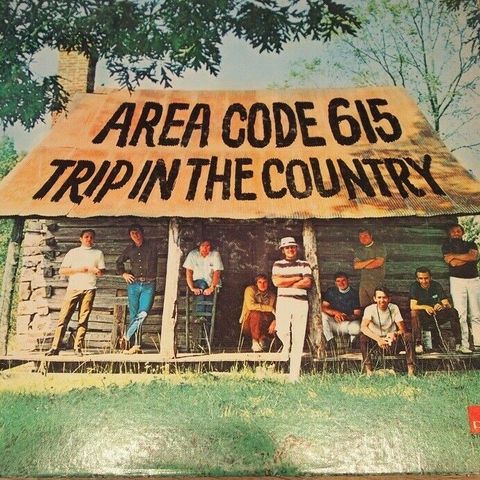 AREA CODE 615
TRIP IN THE COUNTRY